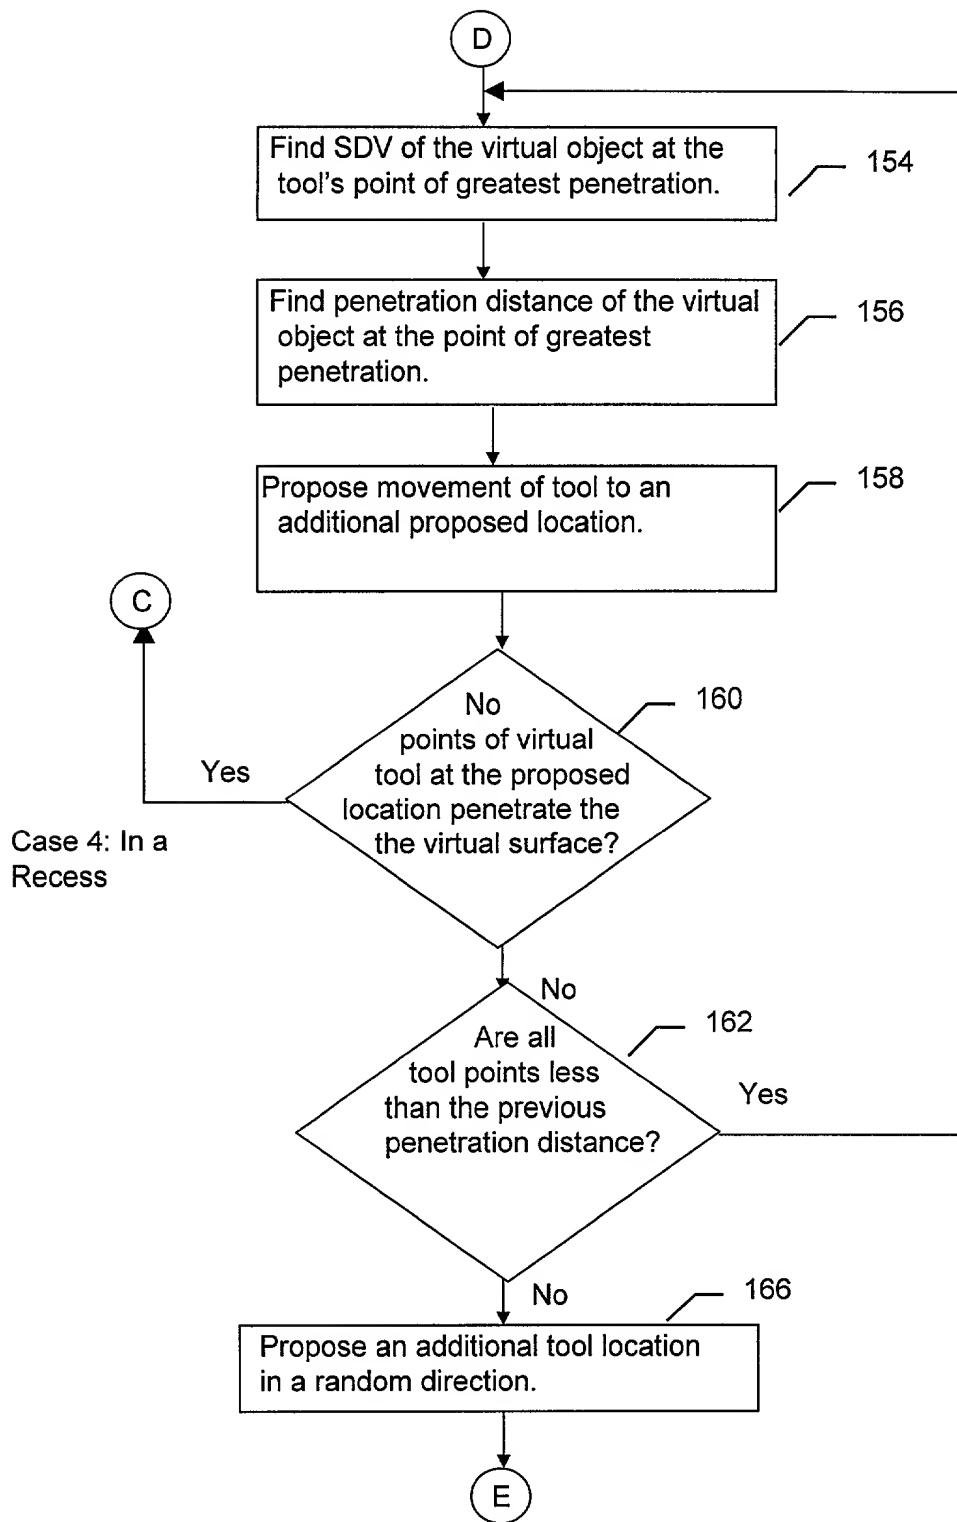 D
Find SDV of the virtual object at the
tool's point of greatest penetration.
154
Find penetration distance of the virtual
object at the point of greatest
penetration.
156
Propose movement of tool to an
additional proposed location.
158
C
No
points of virtual
tool at the proposed
location penetrate the
the virtual surface?
160
Yes
Case 4: In a
Recess
No
Are all
tool points less
than the previous
penetration distance?
162
Yes
No
Propose an additional tool location
in a random direction.
166
E